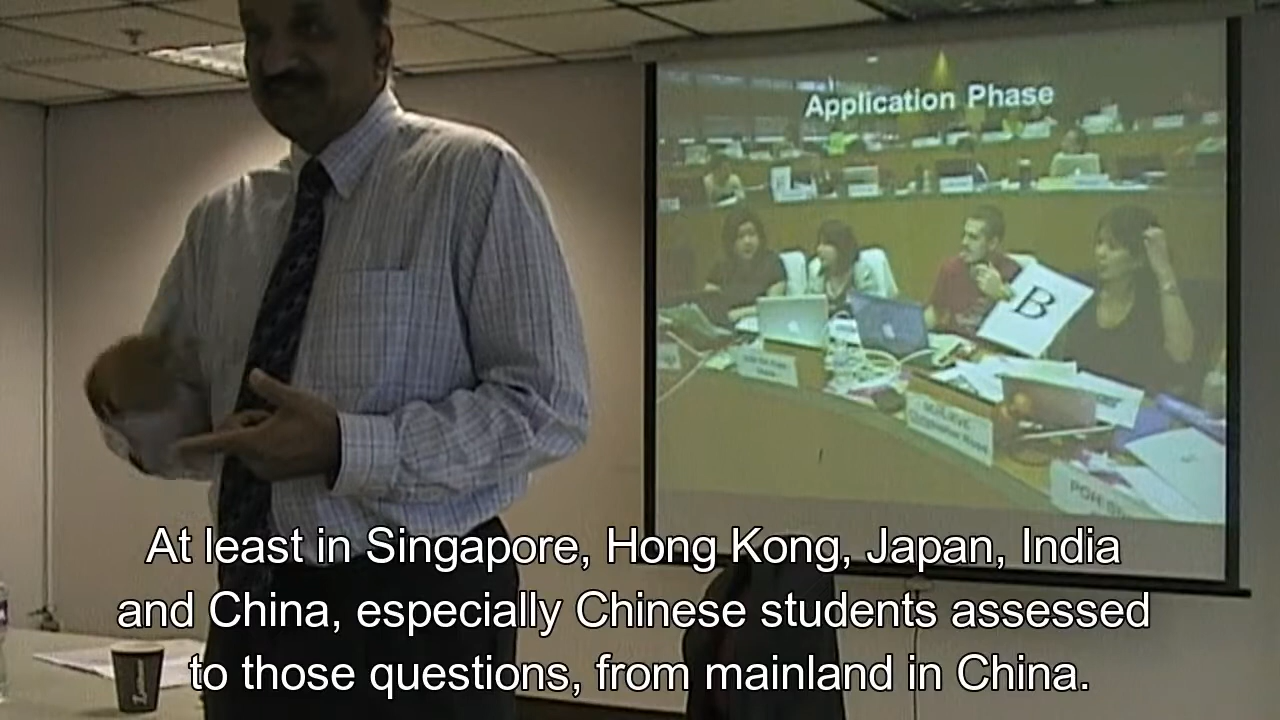 Application Phase
B
At least in Singapore, Hong Kong, Japan, India
and China, especially Chinese students assessed
to those questions, from mainland in China.